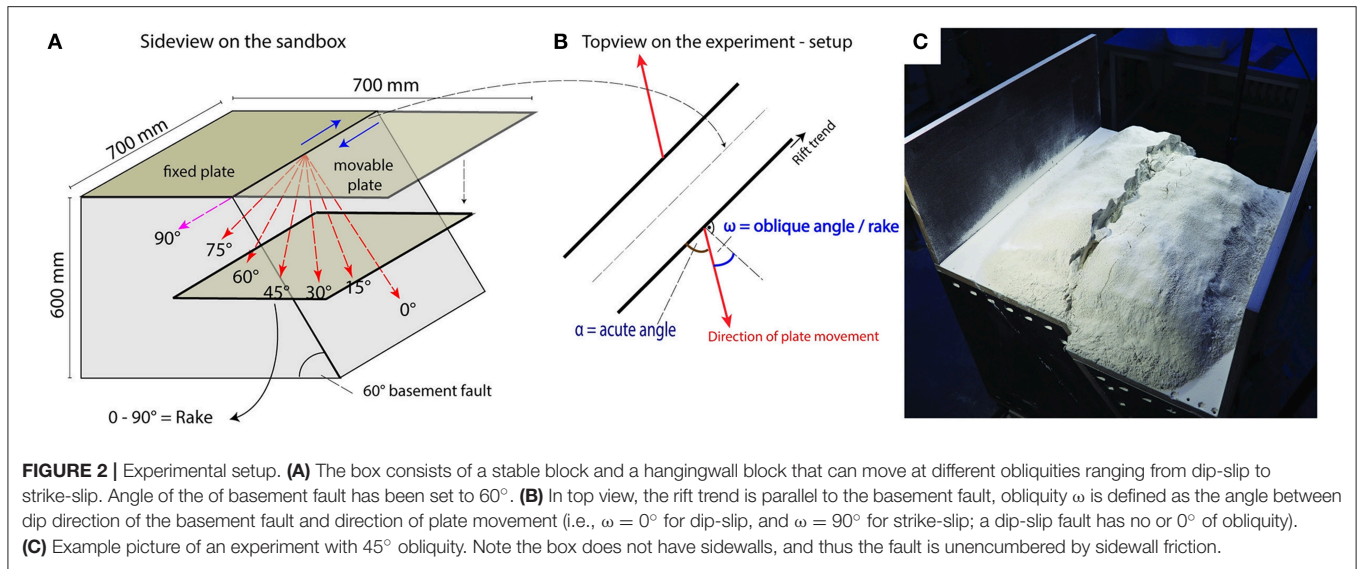 A
Sideview on the sandbox
700 mm
700 mm
fixed plate
movable
plate
90°
75°
60°
45°
30°
15°
0°
600 mm
60° basement fault
0 - 90° = Rake
B
Topview on the experiment - setup
Rift trend
ω = oblique angle / rake
α = acute angle
Direction of plate movement
C
FIGURE 2 | Experimental setup. (A) The box consists of a stable block and a hangingwall block that can move at different obliquities ranging from dip-slip to
strike-slip. Angle of the of basement fault has been set to 60°. (B) In top view, the rift trend is parallel to the basement fault, obliquity ω is defined as the angle between
dip direction of the basement fault and direction of plate movement (i.e., ω = 0° for dip-slip, and ω = 90° for strike-slip; a dip-slip fault has no or 0° of obliquity).
(C) Example picture of an experiment with 45° obliquity. Note the box does not have sidewalls, and thus the fault is unencumbered by sidewall friction.